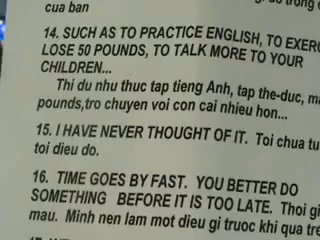 cua ban
14. SUCH AS TO PRACTICE ENGLISH, TO
LOSE 50 POUNDS, TO TALK MORE TO YOUR
CHILDREN...
Thi du nhu thuc tap tieng Anh, tap the-duc,
pounds,tro chuyen voi con cai nhieu hon...
15. I HAVE NEVER THOUGHT OF IT. Toi chua
toi dieu do.
16. TIME GOES BY FAST. YOU BETTER DO
SOMETHING BEFORE IT IS TOO LATE. Thoi
mau. Minh nen lam mot dieu gi truoc khi qua